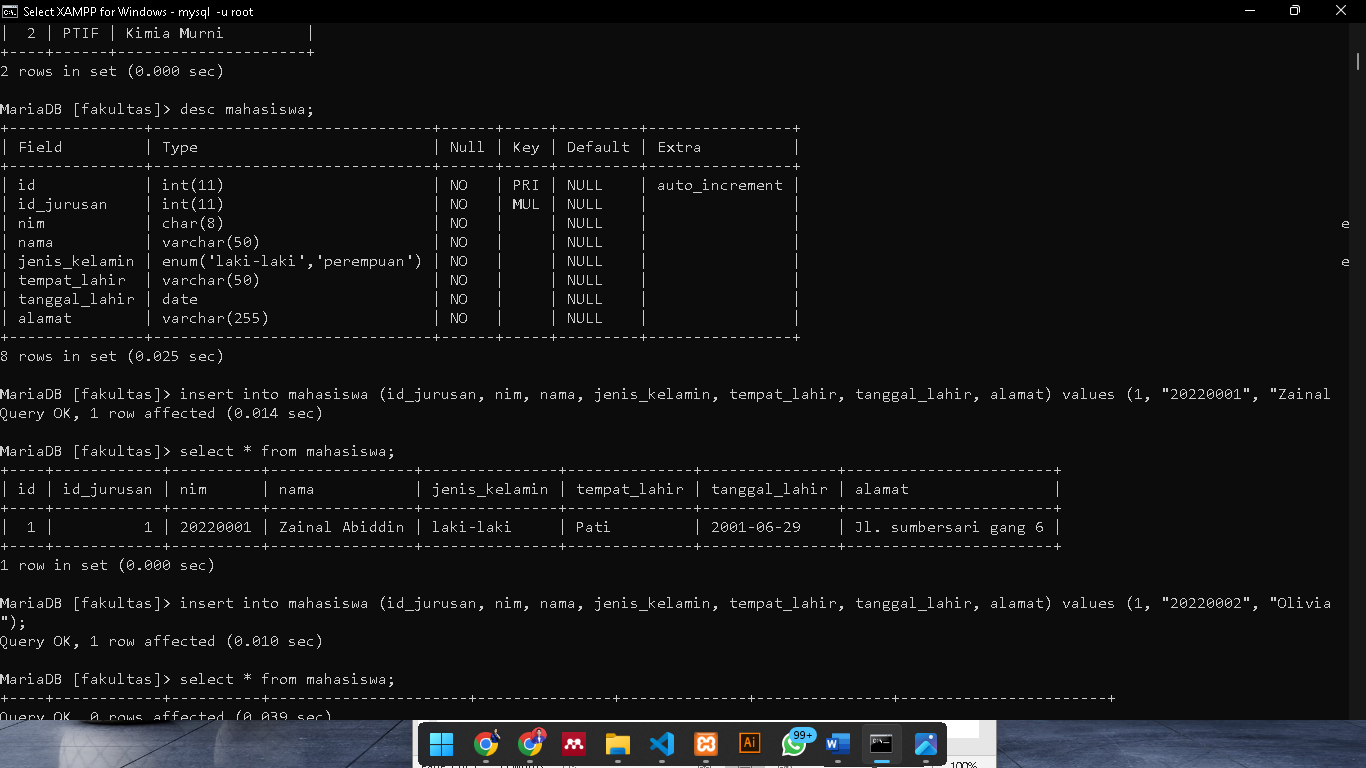 Select XAMPP for Windows - mysql -u root
| 2 | PTIF | Kimia Murni |
+----+------+---------------------+
2 rows in set (0.000 sec)
MariaDB [fakultas]> desc mahasiswa;
+---------------+-------------------------------+------+-----+---------+----------------+
| Field | Type | Null | Key | Default | Extra |
+---------------+-------------------------------+------+-----+---------+----------------+
| id | int(11) | NO | PRI | NULL | auto_increment |
| id_jurusan | int(11) | NO | MUL | NULL | |
| nim | char(8) | NO | | NULL | | e
| nama | varchar(50) | NO | | NULL | |
| jenis_kelamin | enum('laki-laki','perempuan') | NO | | NULL | | e
| tempat_lahir | varchar(50) | NO | | NULL | |
| tanggal_lahir | date | NO | | NULL | |
| alamat | varchar(255) | NO | | NULL | |
+---------------+-------------------------------+------+-----+---------+----------------+
8 rows in set (0.025 sec)
MariaDB [fakultas]> insert into mahasiswa (id_jurusan, nim, nama, jenis_kelamin, tempat_lahir, tanggal_lahir, alamat) values (1, "20220001", "Zainal
Query OK, 1 row affected (0.014 sec)
MariaDB [fakultas]> select * from mahasiswa;
+----+------------+----------+----------------+---------------+--------------+---------------+-----------------------+
| id | id_jurusan | nim | nama | jenis_kelamin | tempat_lahir | tanggal_lahir | alamat |
+----+------------+----------+----------------+---------------+--------------+---------------+-----------------------+
| 1 | 1 | 20220001 | Zainal Abiddin | laki-laki | Pati | 2001-06-29 | Jl. sumbersari gang 6 |
+----+------------+----------+----------------+---------------+--------------+---------------+-----------------------+
1 row in set (0.000 sec)
MariaDB [fakultas]> insert into mahasiswa (id_jurusan, nim, nama, jenis_kelamin, tempat_lahir, tanggal_lahir, alamat) values (1, "20220002", "Olivia
");
Query OK, 1 row affected (0.010 sec)
MariaDB [fakultas]> select * from mahasiswa;
+----+------------+----------+----------------------+---------------+--------------+---------------+-----------------------+
Query OK, 0 rows affected (0.039 sec)
Ai
99+
W
100%